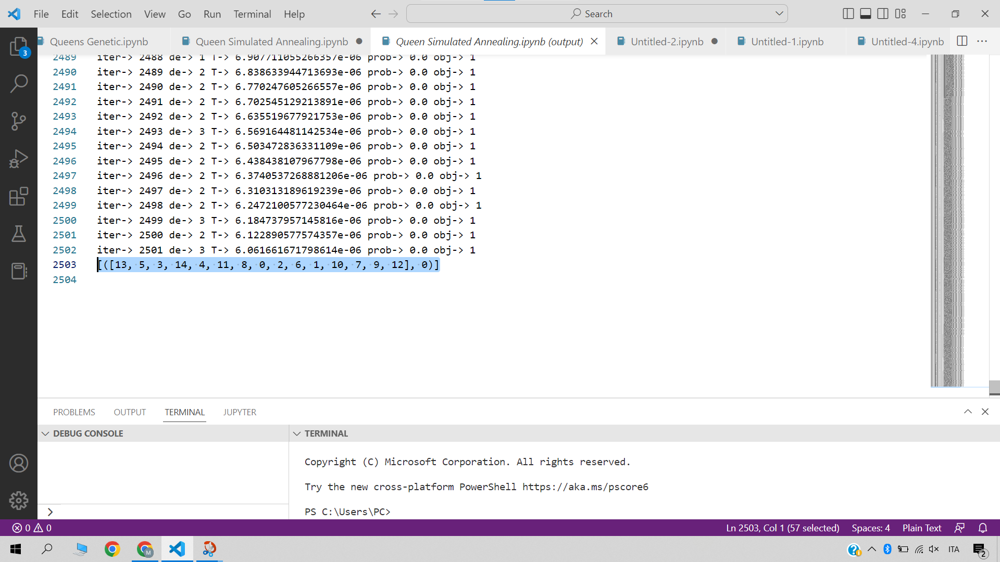 File Edit Selection View Go Run Terminal Help Search
Queens Genetic.ipynb Queen Simulated Annealing.ipynb Queen Simulated Annealing.ipynb (output) Untitled-2.ipynb Untitled-1.ipynb Untitled-4.ipynb
2489 iter-> 2488 de-> 1 T-> 6.907711055266357e-06 prob-> 0.0 obj-> 1
2490 iter-> 2489 de-> 2 T-> 6.838633944713693e-06 prob-> 0.0 obj-> 1
2491 iter-> 2490 de-> 2 T-> 6.770247605266557e-06 prob-> 0.0 obj-> 1
2492 iter-> 2491 de-> 2 T-> 6.702545129213891e-06 prob-> 0.0 obj-> 1
2493 iter-> 2492 de-> 2 T-> 6.635519677921753e-06 prob-> 0.0 obj-> 1
2494 iter-> 2493 de-> 3 T-> 6.569164481142534e-06 prob-> 0.0 obj-> 1
2495 iter-> 2494 de-> 2 T-> 6.503472836331109e-06 prob-> 0.0 obj-> 1
2496 iter-> 2495 de-> 2 T-> 6.438438107967798e-06 prob-> 0.0 obj-> 1
2497 iter-> 2496 de-> 2 T-> 6.3740537268881206e-06 prob-> 0.0 obj-> 1
2498 iter-> 2497 de-> 2 T-> 6.310313189619239e-06 prob-> 0.0 obj-> 1
2499 iter-> 2498 de-> 2 T-> 6.2472100577230464e-06 prob-> 0.0 obj-> 1
2500 iter-> 2499 de-> 3 T-> 6.184737957145816e-06 prob-> 0.0 obj-> 1
2501 iter-> 2500 de-> 2 T-> 6.122890577574357e-06 prob-> 0.0 obj-> 1
2502 iter-> 2501 de-> 3 T-> 6.061661671798614e-06 prob-> 0.0 obj-> 1
2503 [([13, 5, 3, 14, 4, 11, 8, 0, 2, 6, 1, 10, 7, 9, 12], 0)]
2504
3
PROBLEMS OUTPUT TERMINAL JUPYTER
DEBUG CONSOLE TERMINAL
Copyright (C) Microsoft Corporation. All rights reserved.
Try the new cross-platform PowerShell https://aka.ms/pscore6
PS C:\Users\PC>
0 0 Ln 2503, Col 1 (57 selected) Spaces: 4 Plain Text
M ITA 2